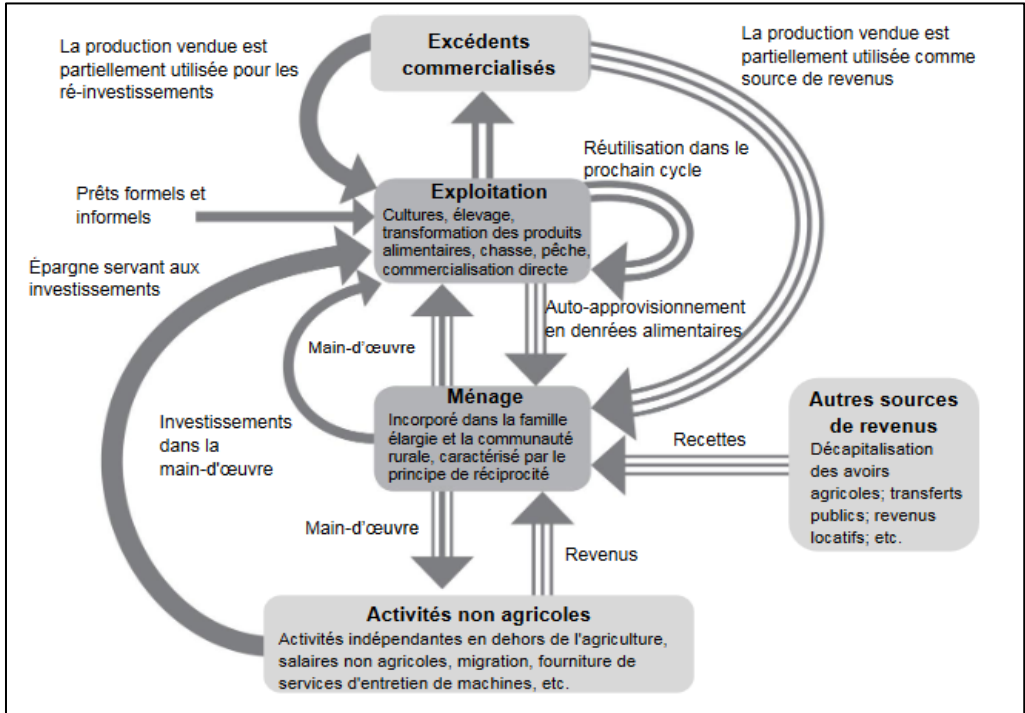 La production vendue est
partiellement utilisée pour les
ré-investissements
Excédents
commercialisés
La production vendue est
partiellement utilisée comme
source de revenus
Réutilisation dans le
prochain cycle
Prêts formels et
informels
Exploitation
Cultures, élevage,
transformation des produits
alimentaires, chasse, pêche,
commercialisation directe
Épargne servant aux
investissements
Auto-approvisionnement
en denrées alimentaires
Main-d'œuvre
Ménage
Incorporé dans la famille
élargie et la communauté
rurale, caractérisé par le
principe de réciprocité
Investissements
dans la
main-d'œuvre
Recettes
Autres sources
de revenus
Décapitalisation
des avoirs
agricoles; transferts
publics; revenus
locatifs; etc.
Main-d'œuvre
Revenus
Activités non agricoles
Activités indépendantes en dehors de l'agriculture,
salaires non agricoles, migration, fourniture de
services d'entretien de machines, etc.